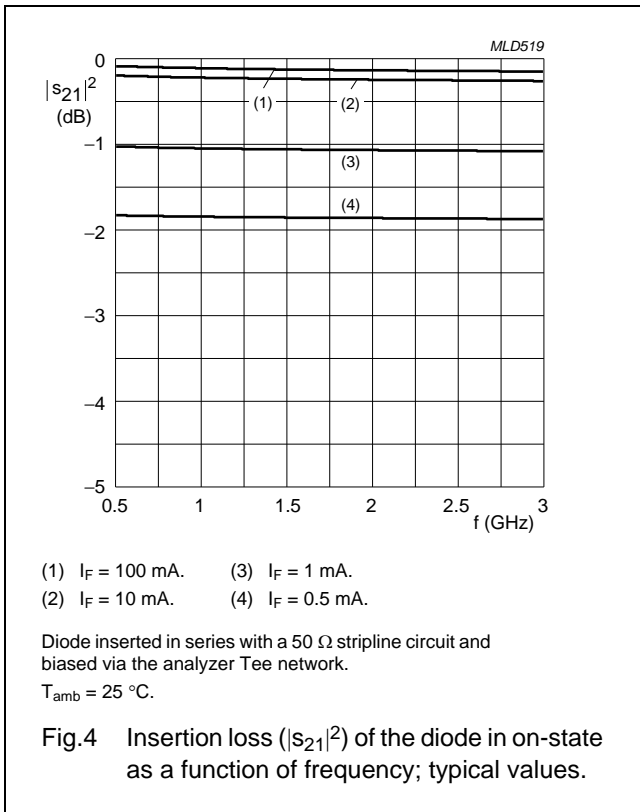 MLD519
0
|s21|2
(dB)
(1)
(2)
−1
(3)
(4)
−2
−3
−4
−5
0.5 1 1.5 2 2.5 3
f (GHz)
(1) IF = 100 mA. (3) IF = 1 mA.
(2) IF = 10 mA. (4) IF = 0.5 mA.
Diode inserted in series with a 50 Ω stripline circuit and
biased via the analyzer Tee network.
Tamb = 25 °C.
Fig.4 Insertion loss (|s21|2) of the diode in on-state
as a function of frequency; typical values.